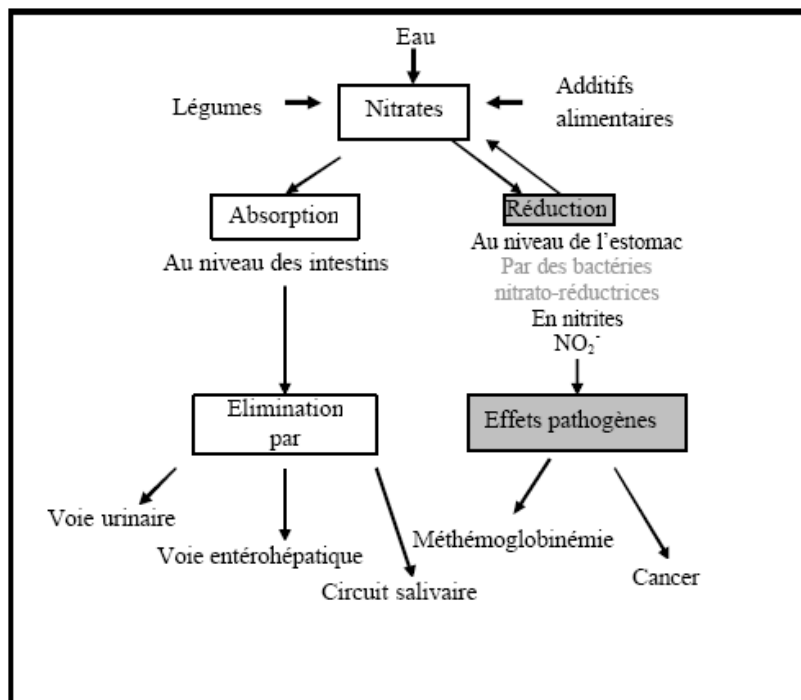 Eau
Légumes
Nitrates
Additifs
alimentaires
Absorption
Réduction
Au niveau des intestins
Au niveau de l'estomac
Par des bactéries
nitrato-réductrices
En nitrites
NO₂⁻
Elimination
par
Effets pathogènes
Voie urinaire
Voie entérohépatique
Circuit salivaire
Méthémoglobinémie
Cancer